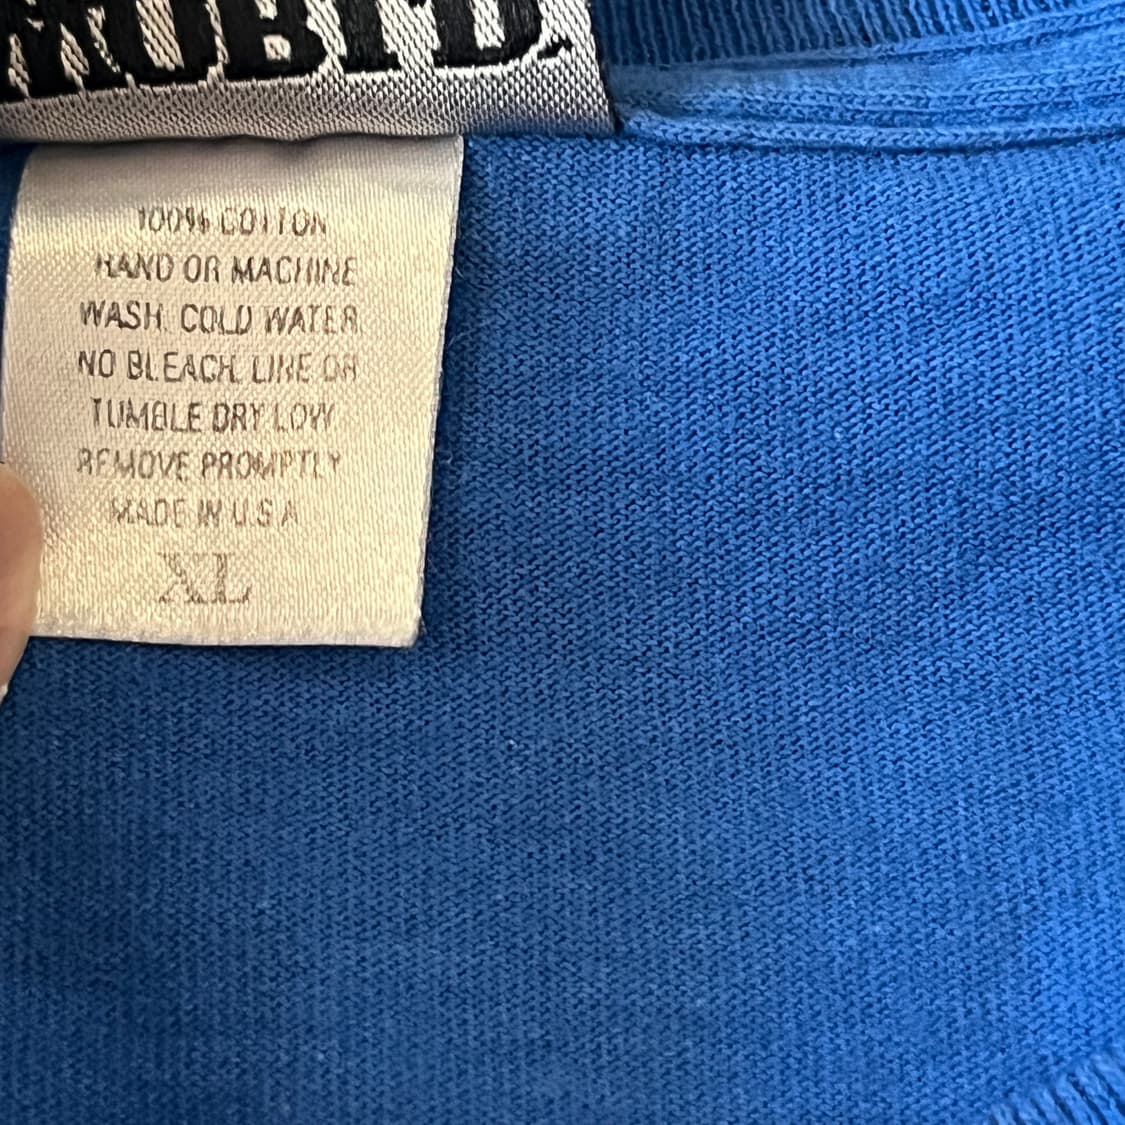 100% COTTON
HAND OR MACHINE
WASH. COLD WATER
NO BLEACH. LINE OR
TUMBLE DRY LOW
REMOVE PROMPTLY
MADE IN U.S.A
XL